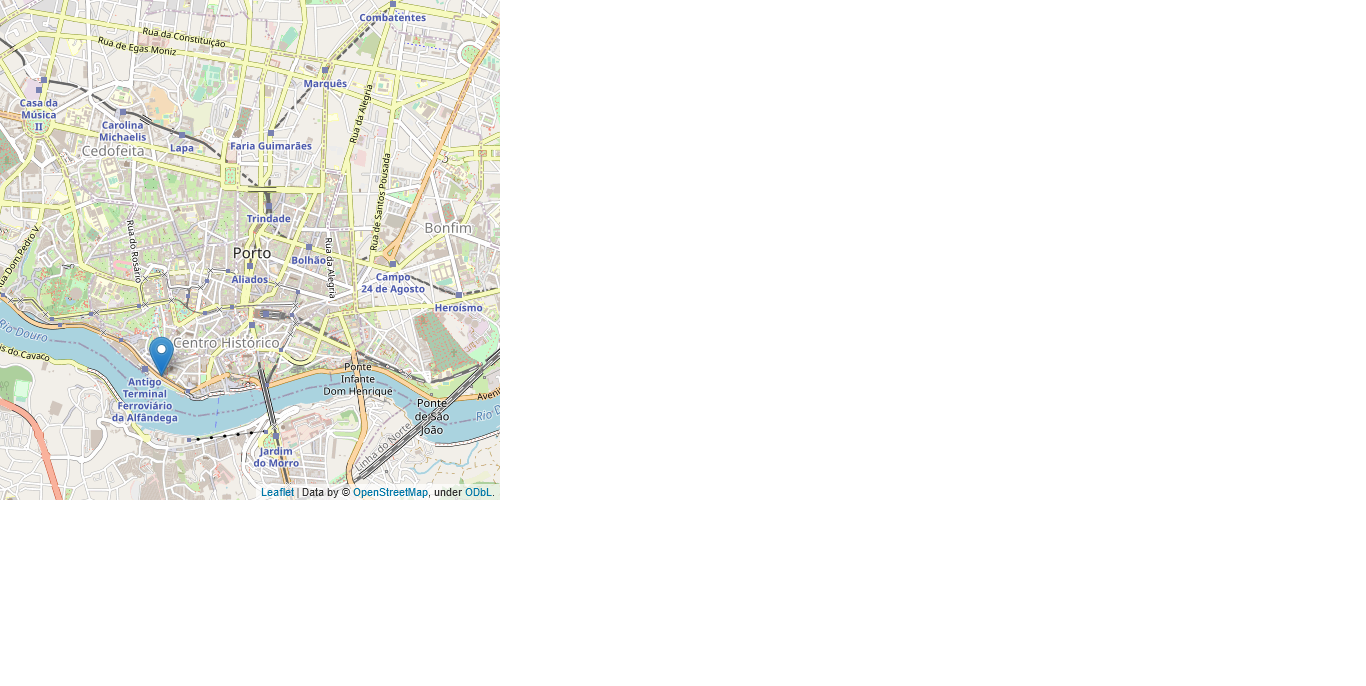 Combatentes
Rua da Constituição
Rua de Egas Moniz
Marquês
Casa da
Música
II
Rua da Alegria
Carolina
Michaelis
Lapa
Faria Guimarães
Cedofeita
Rua de Santos Pousada
Trindade
Rua do Rosário
Bonfim
Rua Dom Pedro V
Porto
Bolhão
Rua da Alegria
Aliados
Campo
24 de Agosto
Heroísmo
Rio Douro
Centro Histórico
is do Cavaco
Ponte
Infante
Dom Henrique
Antigo
Terminal
Ferroviário
da Alfândega
Aveni
Ponte
de São
João
Rio D
Linha do Norte
Jardim
do Morro
Leaflet | Data by © OpenStreetMap, under ODbL.